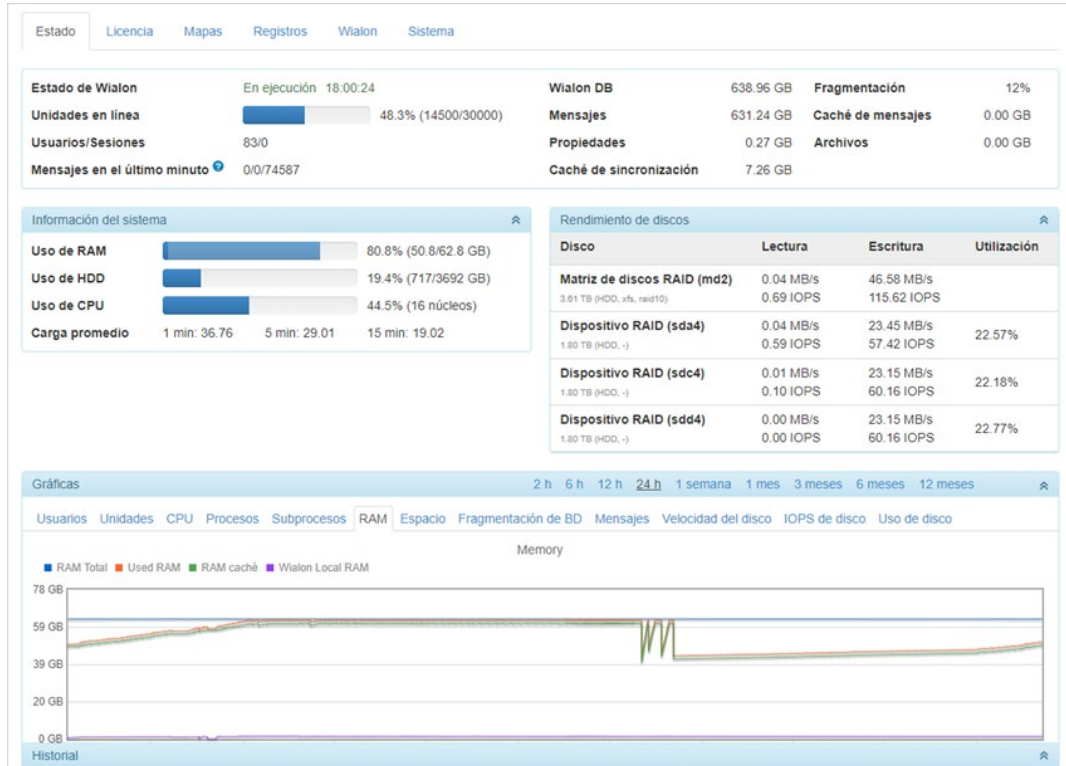 Estado Licencia Mapas Registros Wialon Sistema
Estado de Wialon En ejecución 18:00:24
Unidades en línea 48.3% (14500/30000)
Usuarios/Sesiones 83/0
Mensajes en el último minuto ? 0/0/74587
Wialon DB 638.96 GB Fragmentación 12%
Mensajes 631.24 GB Caché de mensajes 0.00 GB
Propiedades 0.27 GB Archivos 0.00 GB
Caché de sincronización 7.26 GB
Información del sistema
Uso de RAM 80.8% (50.8/62.8 GB)
Uso de HDD 19.4% (717/3692 GB)
Uso de CPU 44.5% (16 núcleos)
Carga promedio 1 min: 36.76 5 min: 29.01 15 min: 19.02
Rendimiento de discos
Disco Lectura Escritura Utilización
Matriz de discos RAID (md2) 0.04 MB/s 46.58 MB/s
3.61 TB (HDD, xfs, raid10) 0.69 IOPS 115.62 IOPS
Dispositivo RAID (sda4) 0.04 MB/s 23.45 MB/s 22.57%
1.80 TB (HDD, -) 0.59 IOPS 57.42 IOPS
Dispositivo RAID (sdc4) 0.01 MB/s 23.15 MB/s 22.18%
1.80 TB (HDD, -) 0.10 IOPS 60.16 IOPS
Dispositivo RAID (sdd4) 0.00 MB/s 23.15 MB/s 22.77%
1.80 TB (HDD, -) 0.00 IOPS 60.16 IOPS
Gráficas 2 h 6 h 12 h 24 h 1 semana 1 mes 3 meses 6 meses 12 meses
Usuarios Unidades CPU Procesos Subprocesos RAM Espacio Fragmentación de BD Mensajes Velocidad del disco IOPS de disco Uso de disco
Memory
RAM Total Used RAM RAM caché Wialon Local RAM
78 GB
59 GB
39 GB
20 GB
0 GB
Historial